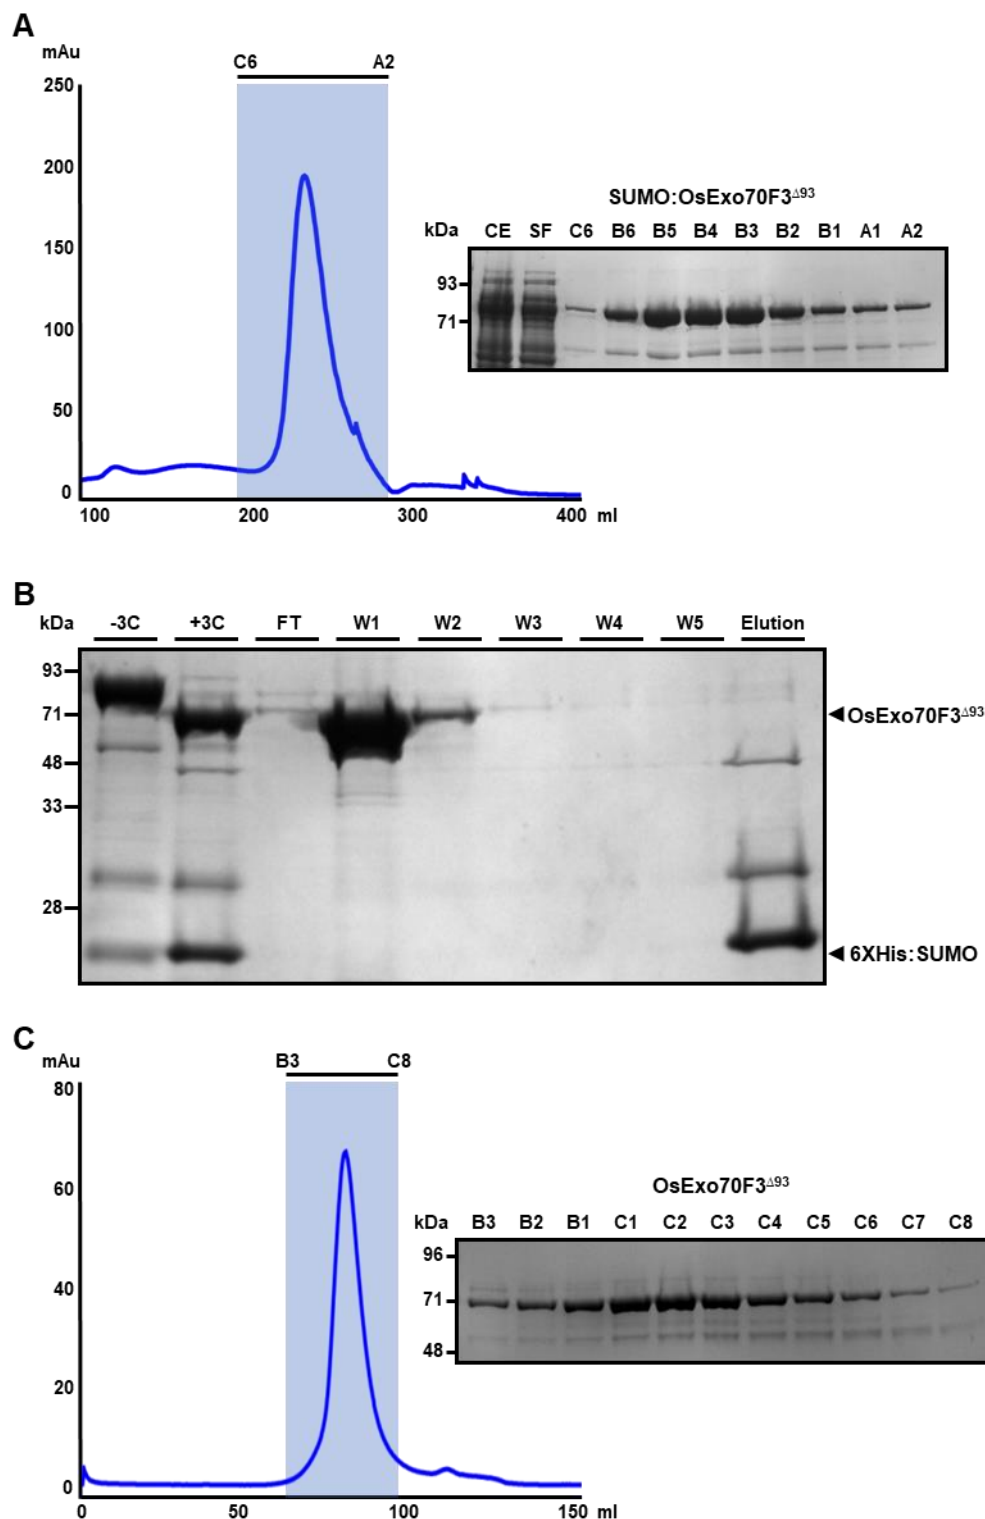 A
mAu
C6 A2
250
200
150
100
50
0
100 200 300 400 ml
SUMO:OsExo70F3Δ93
kDa CE SF C6 B6 B5 B4 B3 B2 B1 A1 A2
93
71
B
kDa -3C +3C FT W1 W2 W3 W4 W5 Elution
93
71
48
33
28
OsExo70F3Δ93
6XHis:SUMO
C
mAu
B3 C8
80
60
40
20
0
0 50 100 150 ml
OsExo70F3Δ93
kDa B3 B2 B1 C1 C2 C3 C4 C5 C6 C7 C8
96
71
48